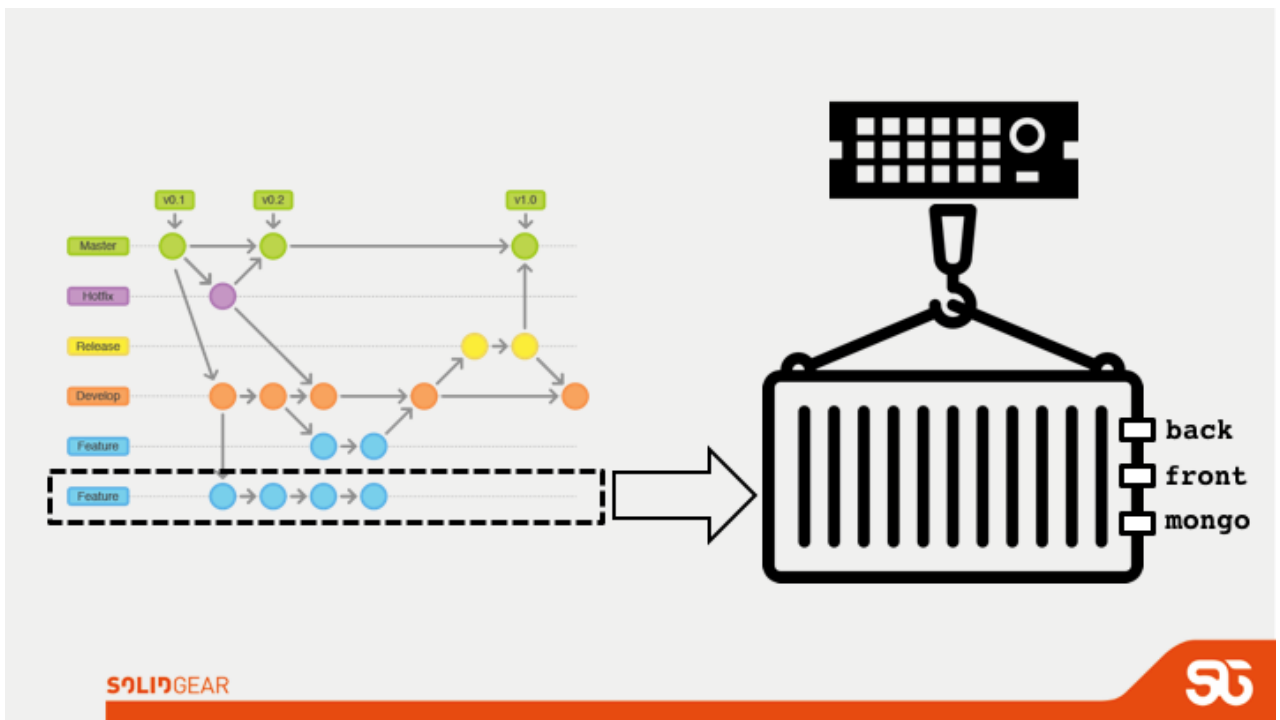 v0.1 v0.2 v1.0
Master
Hotfix
Release
Develop
Feature
Feature
back
front
mongo
SOLIDGEAR
SG